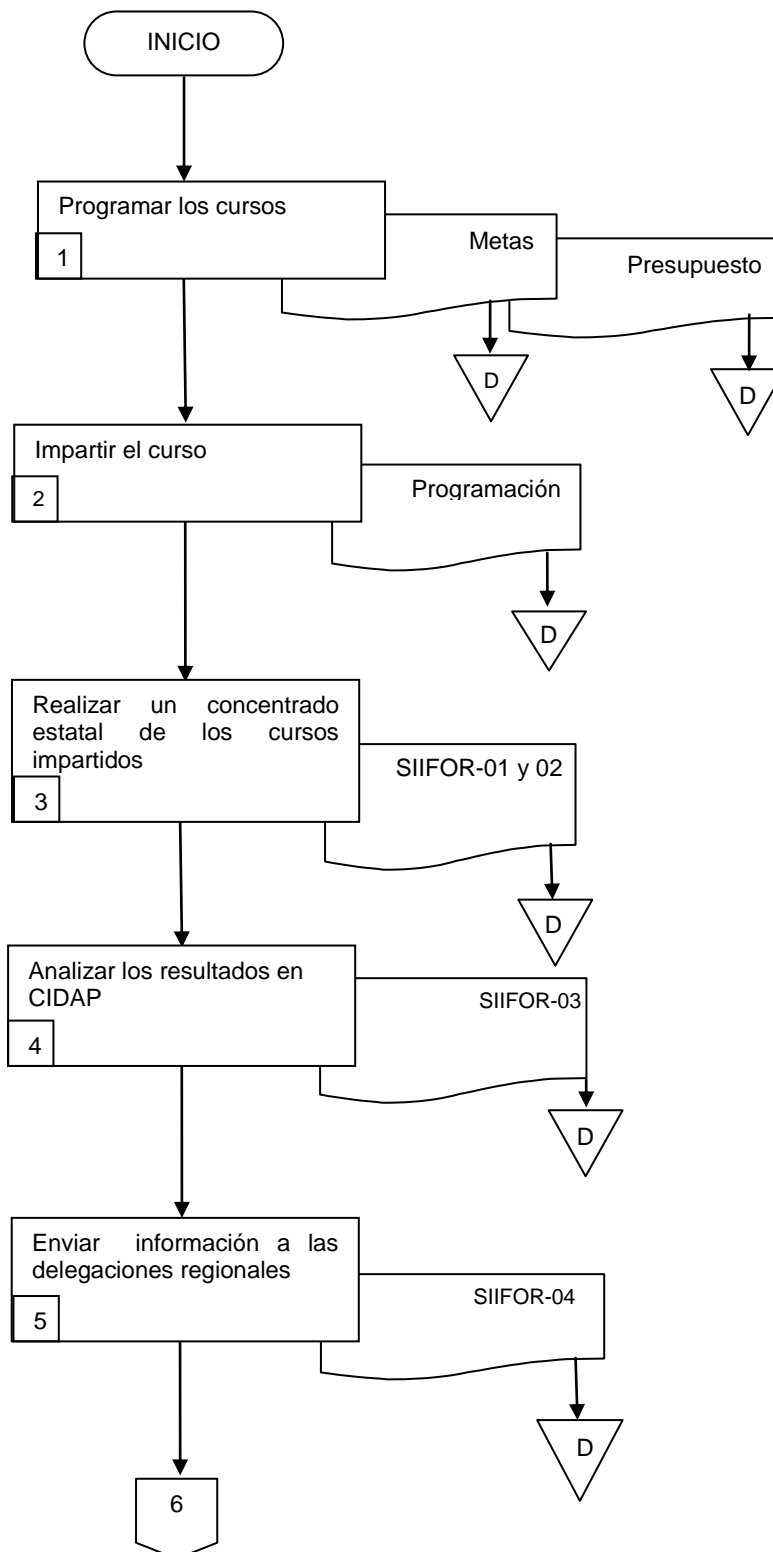 INICIO
Programar los cursos
1
Metas
Presupuesto
D
D
Impartir el curso
2
Programación
D
Realizar un concentrado
estatal de los cursos
impartidos
3
SIIFOR-01 y 02
D
Analizar los resultados en
CIDAP
4
SIIFOR-03
D
Enviar información a las
delegaciones regionales
5
SIIFOR-04
D
6